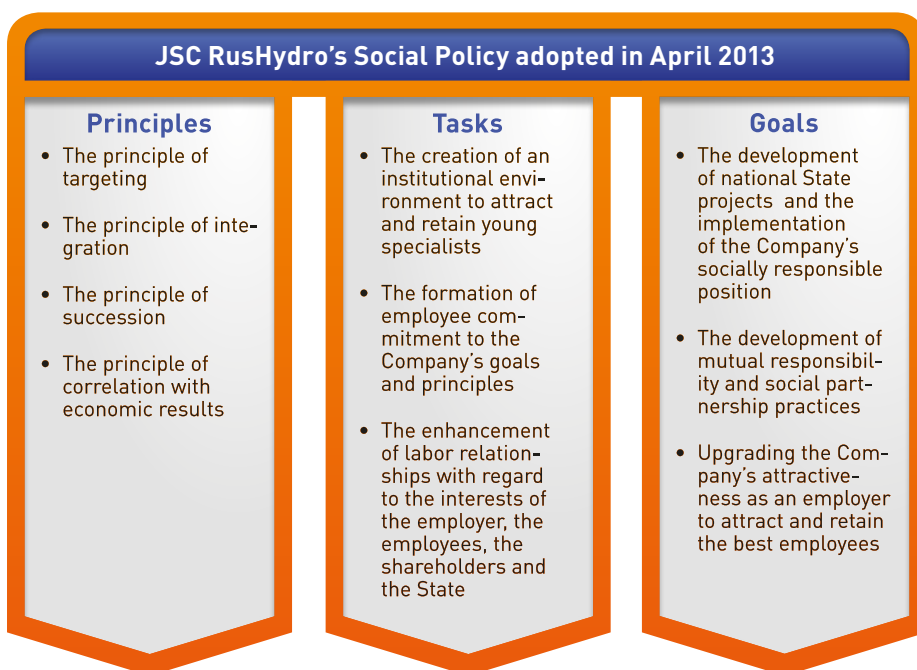 JSC RusHydro's Social Policy adopted in April 2013
Principles
• The principle of
targeting
• The principle of inte-
gration
• The principle of
succession
• The principle of
correlation with
economic results
Tasks
• The creation of an
institutional envi-
ronment to attract
and retain young
specialists
• The formation of
employee com-
mitment to the
Company's goals
and principles
• The enhancement
of labor relation-
ships with regard
to the interests of
the employer, the
employees, the
shareholders and
the State
Goals
• The development
of national State
projects and the
implementation
of the Company's
socially responsible
position
• The development of
mutual responsibil-
ity and social part-
nership practices
• Upgrading the Com-
pany's attractive-
ness as an employer
to attract and retain
the best employees